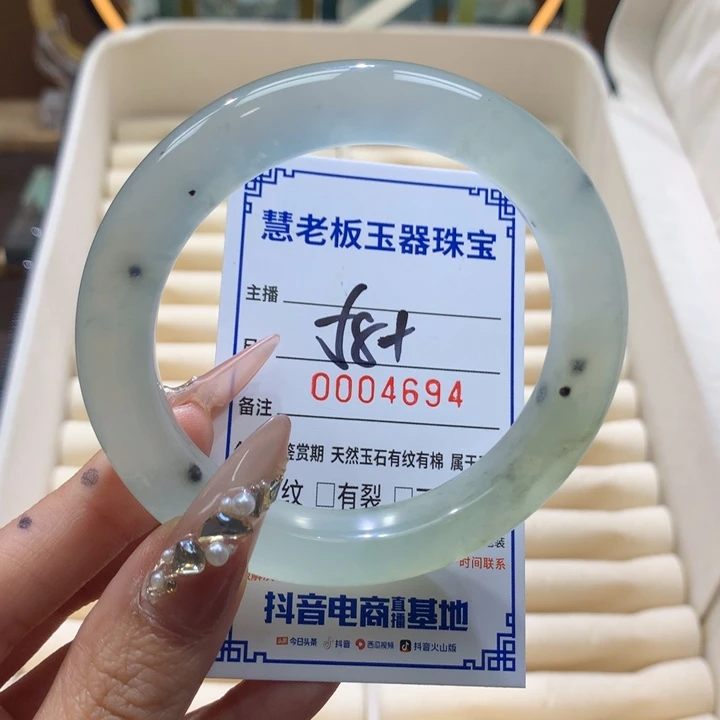 慧老板玉器珠宝
主播
0004694
备注
鉴赏期 天然玉石有纹有棉 属于
纹 □有裂 □
时间联系
抖音电商直播基地
今日头条 抖音 西瓜视频 抖音火山版